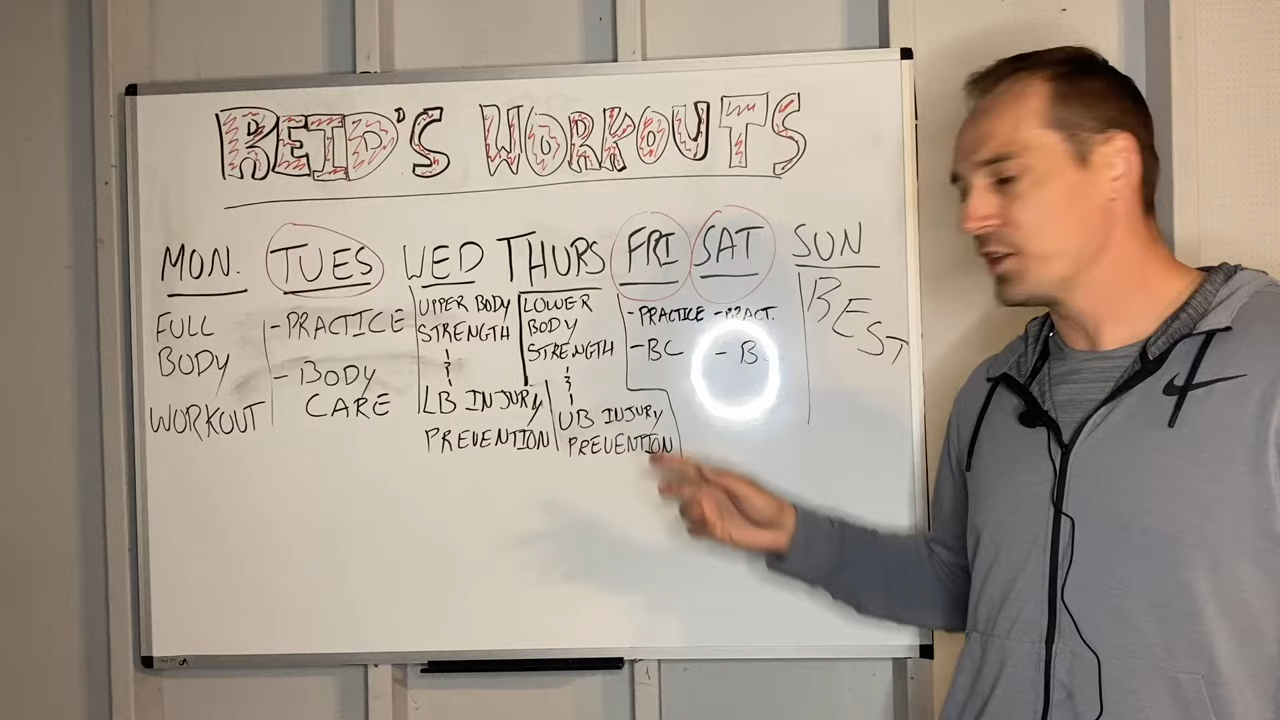 REID'S WORKOUTS
MON. TUES WED THURS FRI SAT SUN
FULL
BODY
WORKOUT
- PRACTICE
- BODY
CARE
UPPER BODY
STRENGTH
&
LB INJURY
PREVENTION
LOWER
BODY
STRENGTH
&
UB INJURY
PREVENTION
- PRACTICE
- BC
- PRACT.
REST